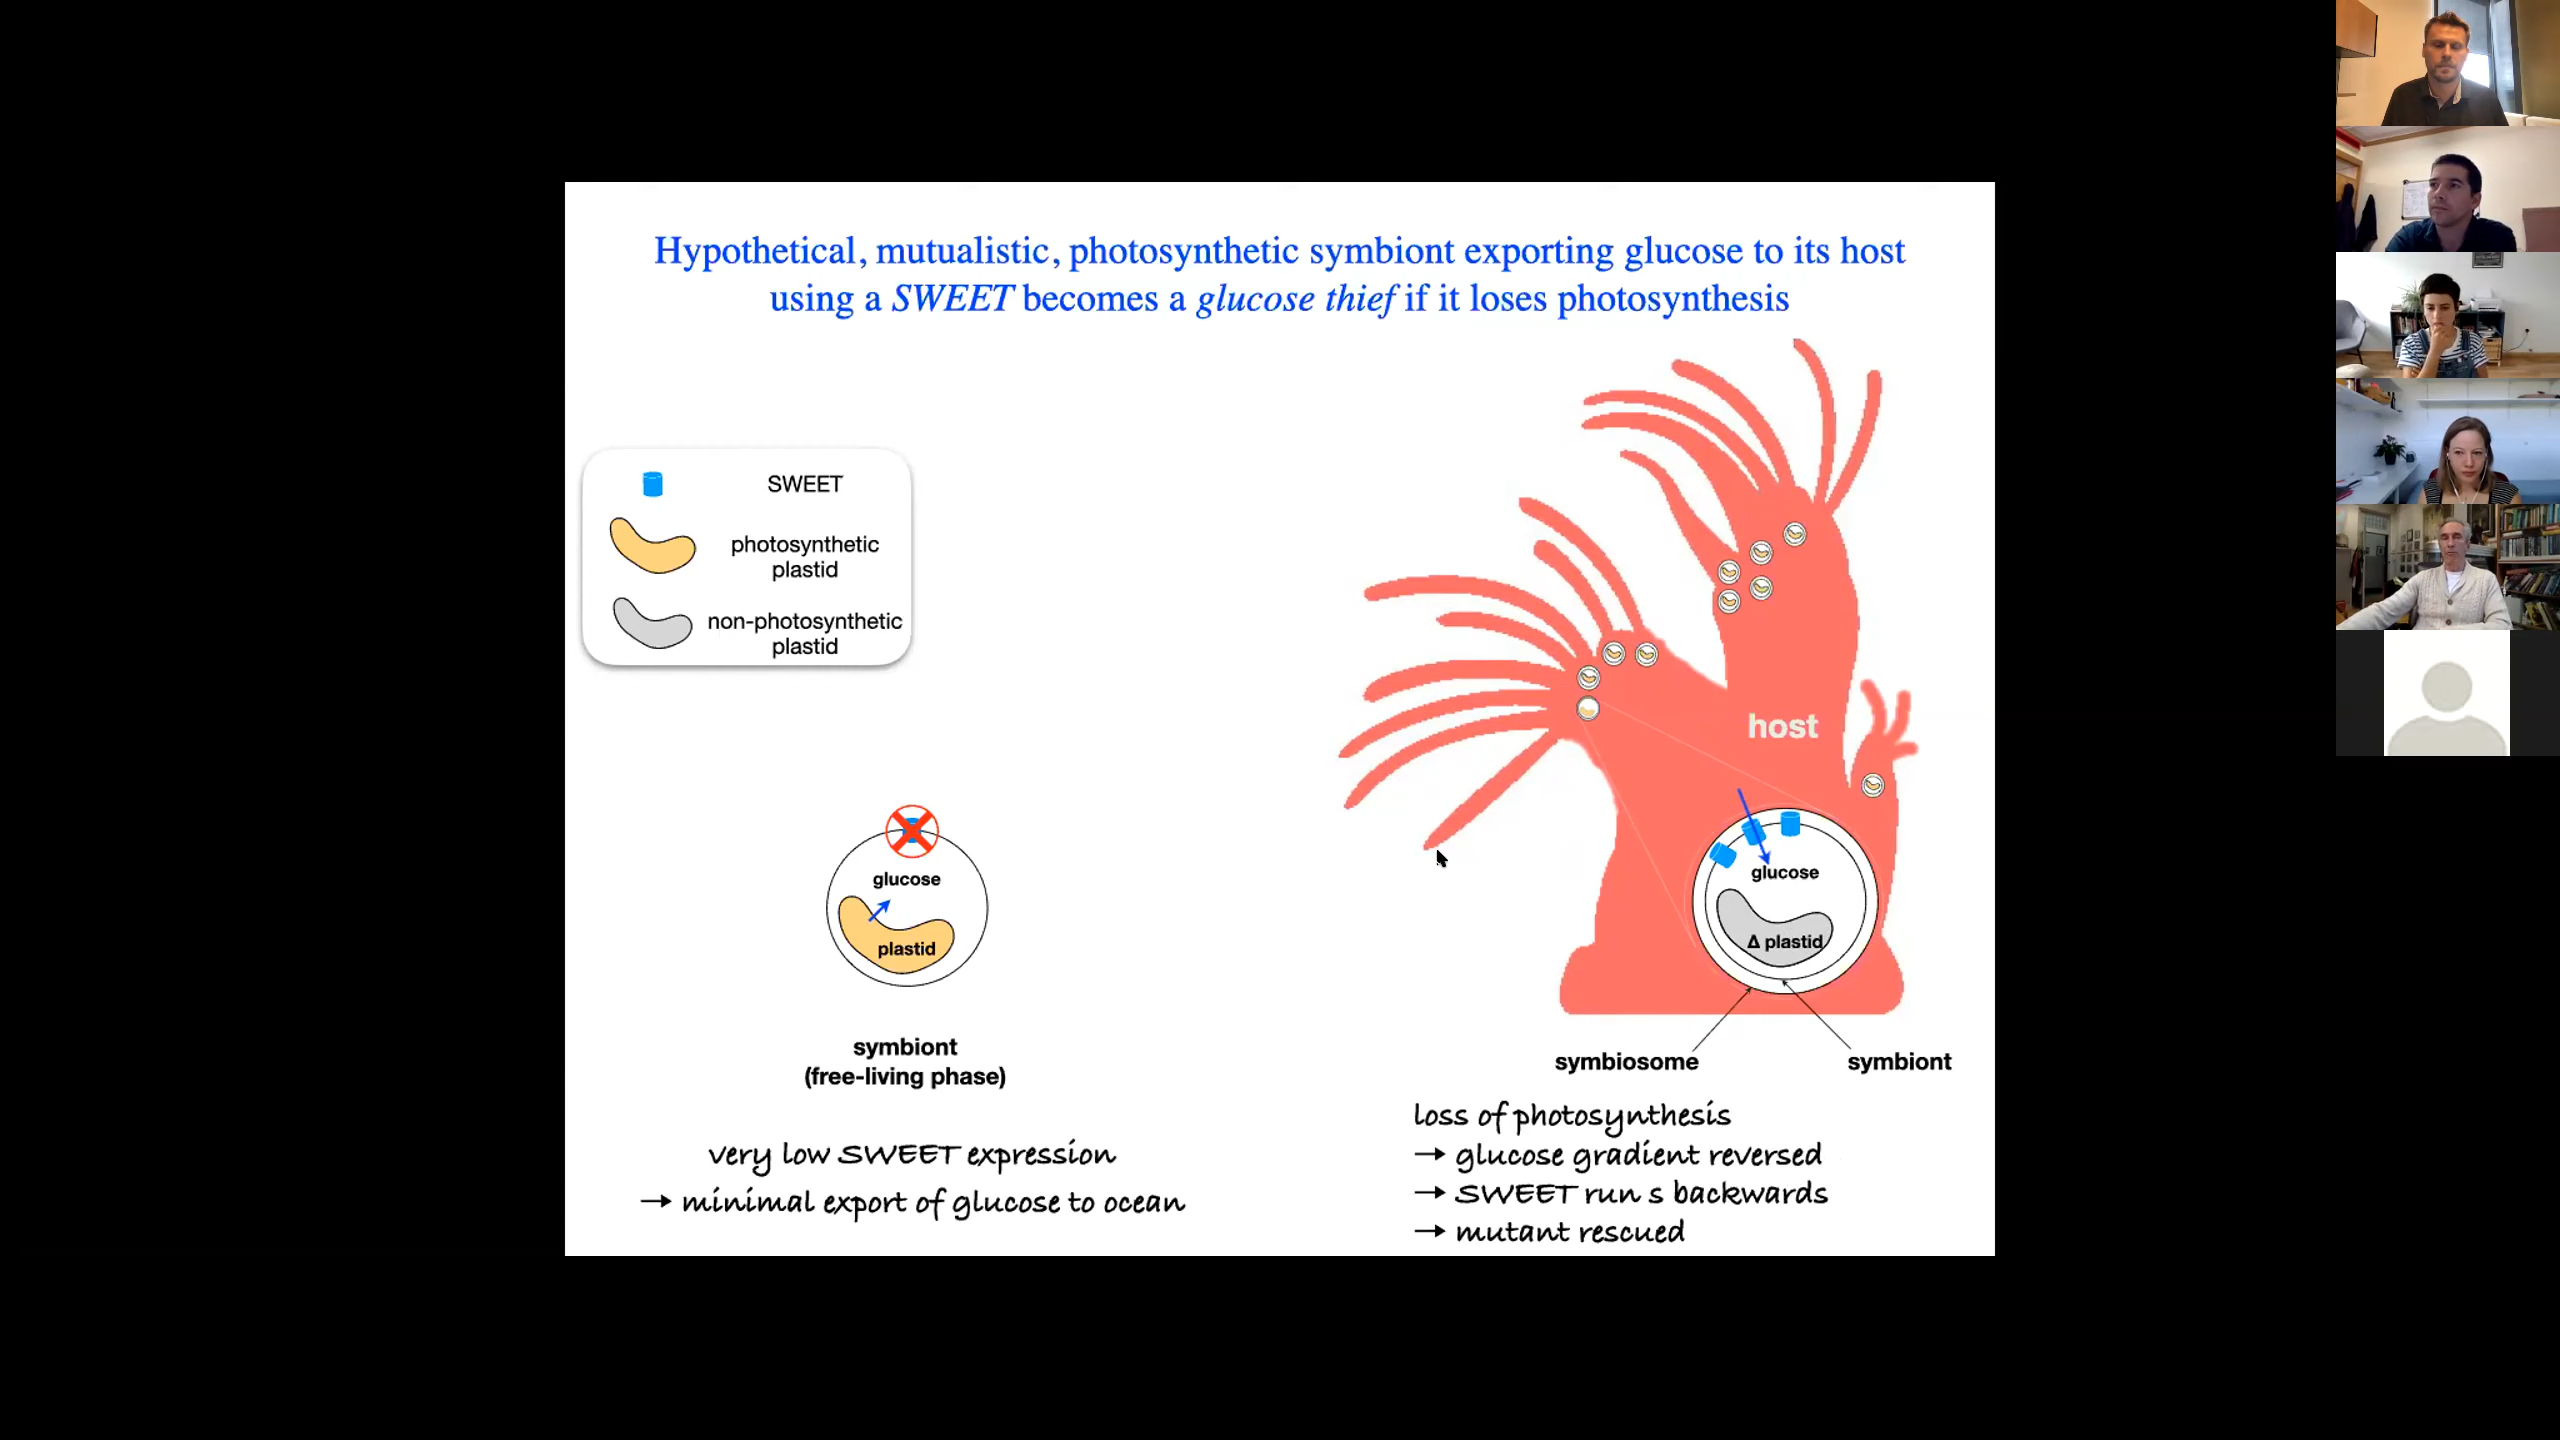 Hypothetical, mutualistic, photosynthetic symbiont exporting glucose to its host
using a SWEET becomes a glucose thief if it loses photosynthesis
SWEET
photosynthetic
plastid
non-photosynthetic
plastid
host
glucose
plastid
glucose
Δ plastid
symbiont
(free-living phase)
symbiosome
symbiont
very low SWEET expression
→ minimal export of glucose to ocean
loss of photosynthesis
→ glucose gradient reversed
→ SWEET run s backwards
→ mutant rescued